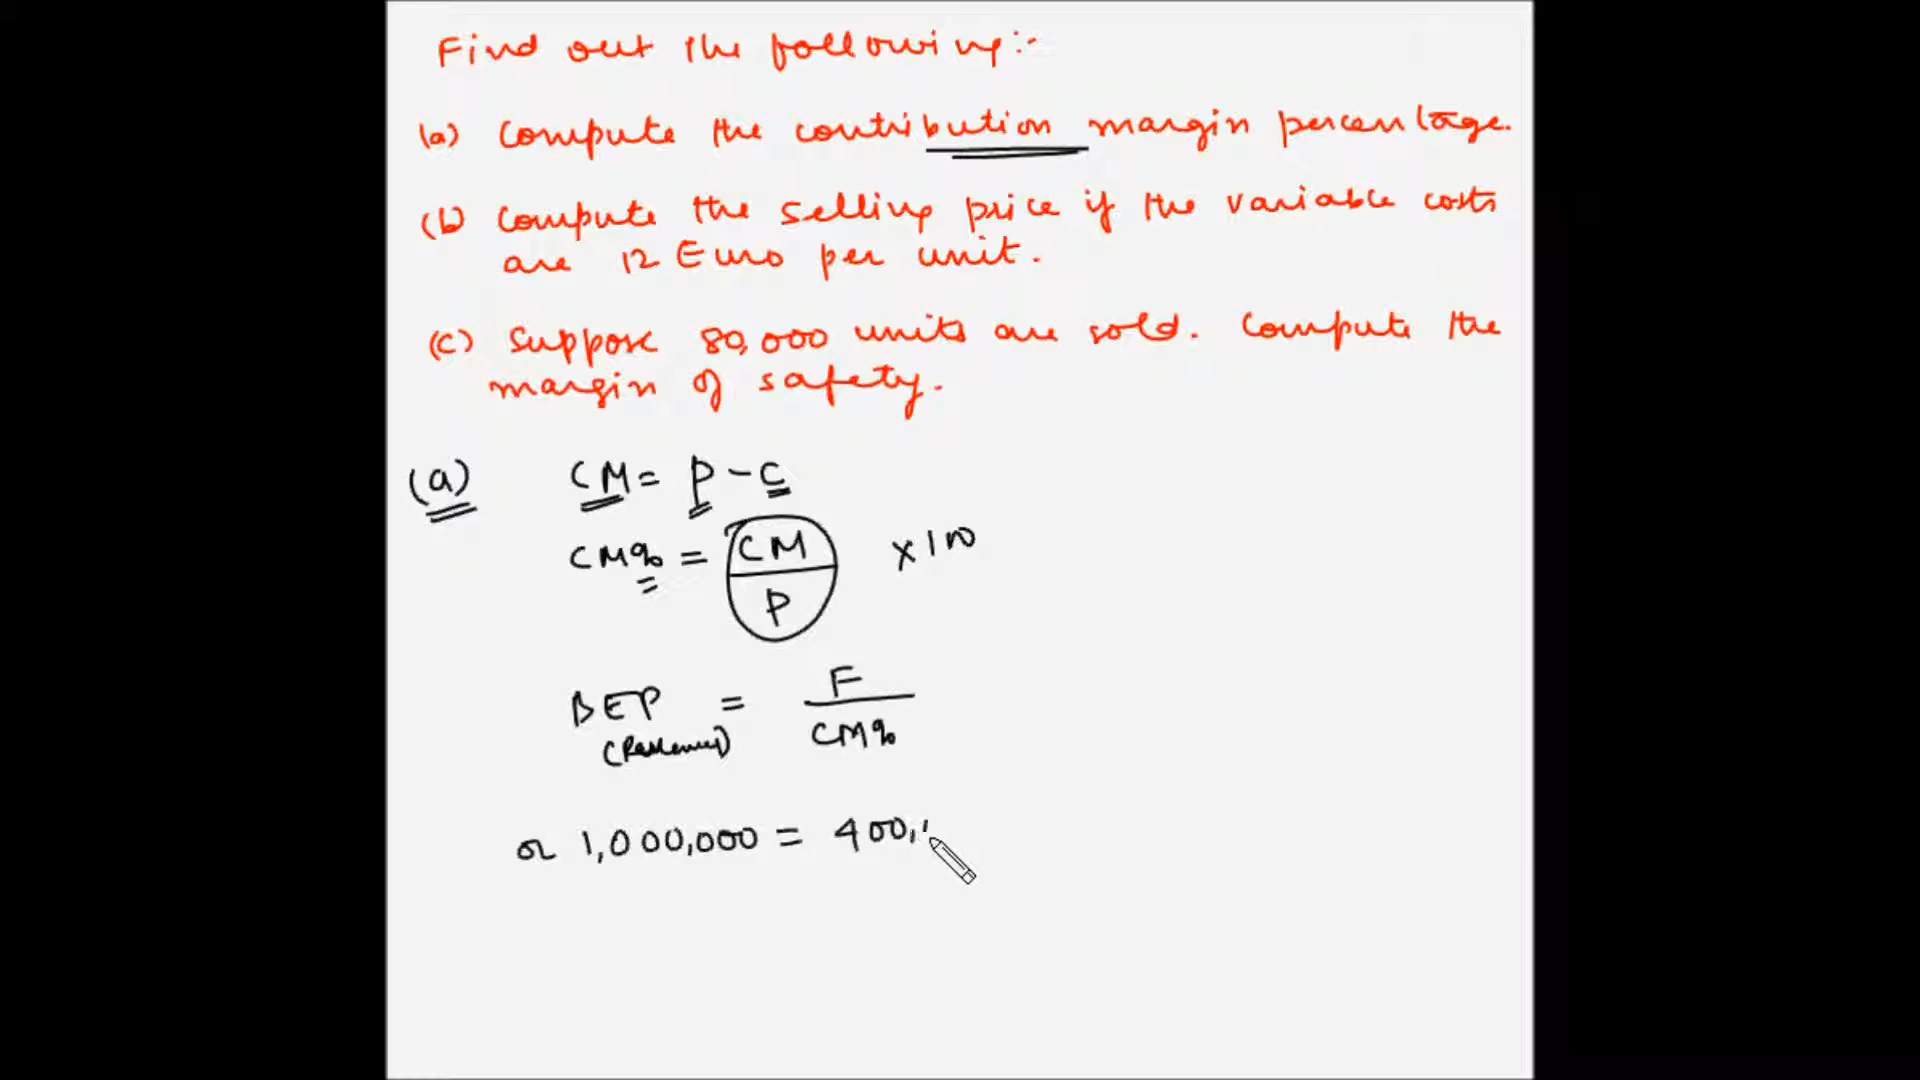 Find out the following:-
(a) Compute the contribution margin percentage.
(b) Compute the selling price if the variable costs
are 12 Euro per unit.
(c) Suppose 80,000 units are sold. Compute the
margin of safety.
(a) CM = P - C
CM% = CM / P × 100
BEP = F / CM%
(Revenues)
or 1,000,000 = 400,